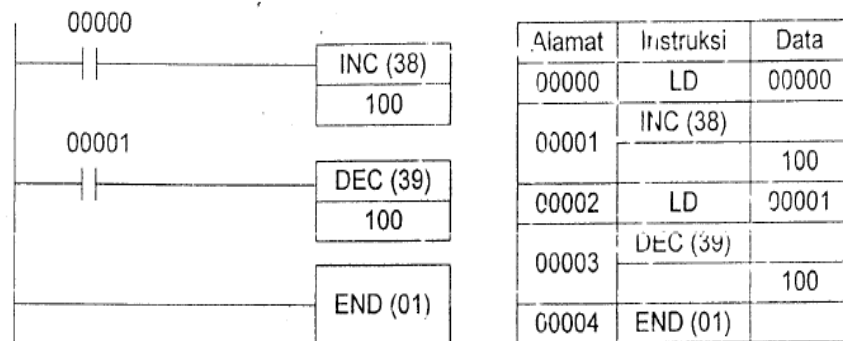 00000
INC (38)
100
00001
DEC (39)
100
END (01)
Alamat Instruksi Data
00000 LD 00000
00001 INC (38)
100
00002 LD 00001
00003 DEC (39)
100
00004 END (01)